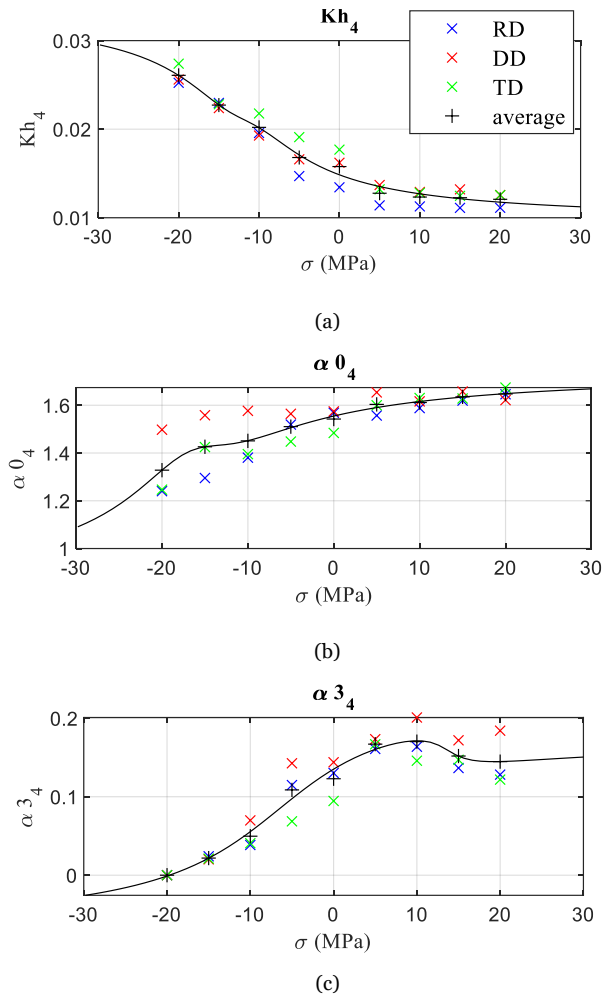 Kh4
RD
DD
TD
average
0.03
0.02
0.01
Kh4
-30 -20 -10 0 10 20 30
σ (MPa)
(a)
α 04
1.6
1.4
1.2
1
α 04
-30 -20 -10 0 10 20 30
σ (MPa)
(b)
α 34
0.2
0.1
0
α 34
-30 -20 -10 0 10 20 30
σ (MPa)
(c)